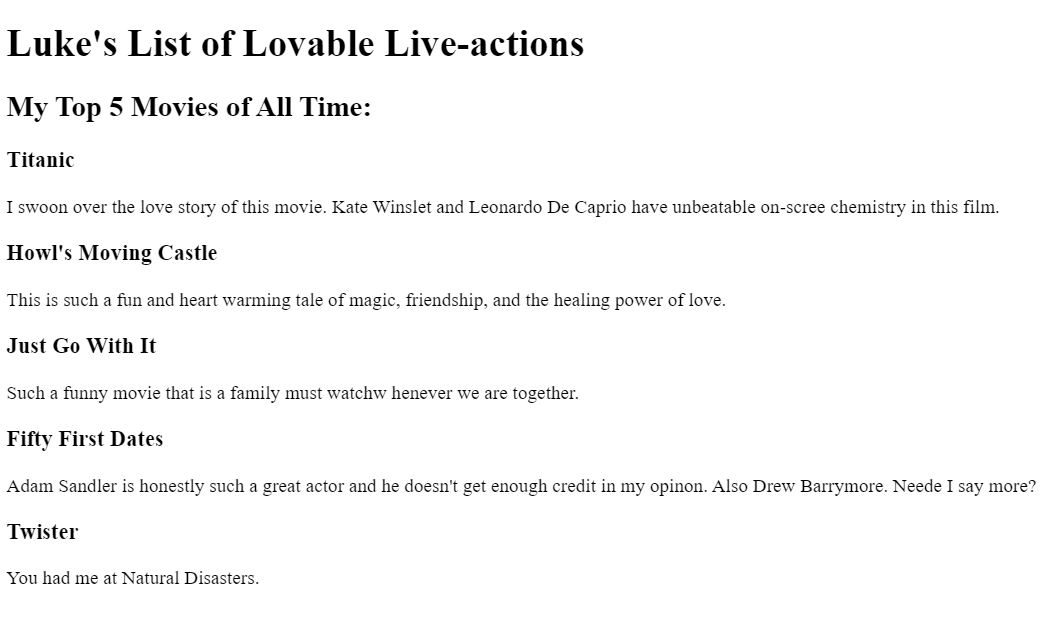 Luke's List of Lovable Live-actions
My Top 5 Movies of All Time:
Titanic
I swoon over the love story of this movie. Kate Winslet and Leonardo De Caprio have unbeatable on-scree chemistry in this film.
Howl's Moving Castle
This is such a fun and heart warming tale of magic, friendship, and the healing power of love.
Just Go With It
Such a funny movie that is a family must watchw henever we are together.
Fifty First Dates
Adam Sandler is honestly such a great actor and he doesn't get enough credit in my opinon. Also Drew Barrymore. Neede I say more?
Twister
You had me at Natural Disasters.